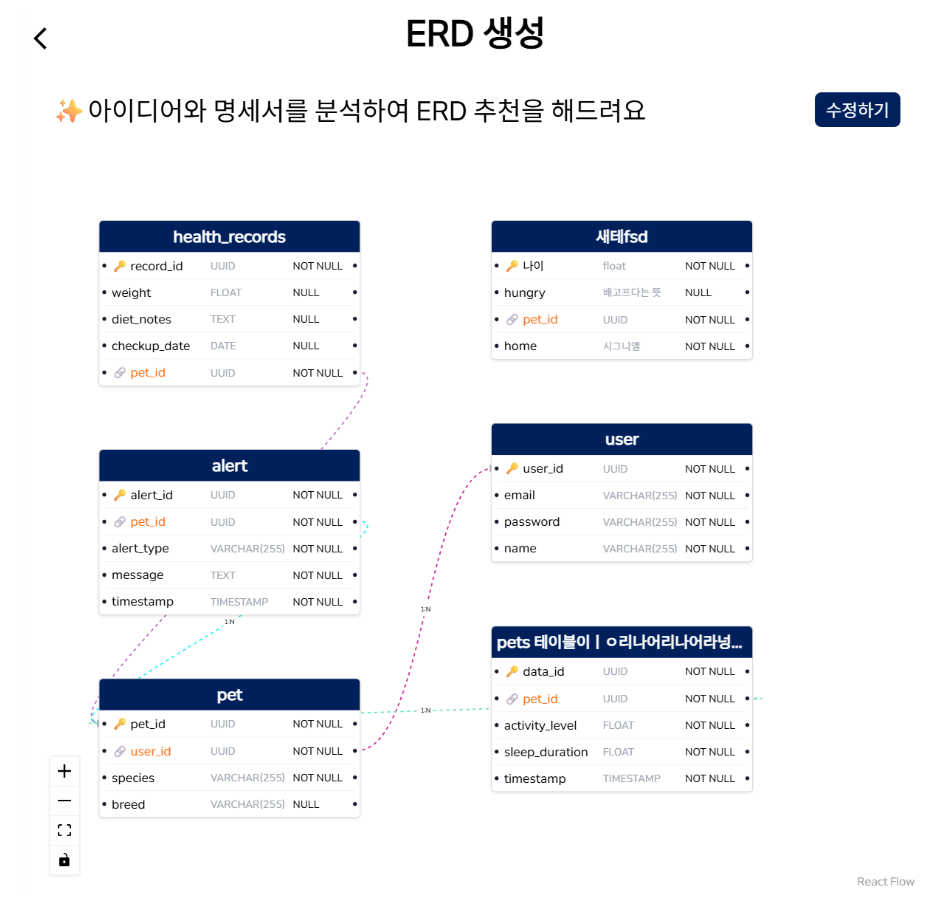 ERD 생성
✨ 아이디어와 명세서를 분석하여 ERD 추천을 해드려요
수정하기
health_records
record_id UUID NOT NULL
weight FLOAT NULL
diet_notes TEXT NULL
checkup_date DATE NULL
pet_id UUID NOT NULL
새테fsd
나이 float NOT NULL
hungry 배고프다는 뜻 NULL
pet_id UUID NOT NULL
home 시그니엘 NOT NULL
alert
alert_id UUID NOT NULL
pet_id UUID NOT NULL
alert_type VARCHAR(255) NOT NULL
message TEXT NOT NULL
timestamp TIMESTAMP NOT NULL
1:N
user
user_id UUID NOT NULL
email VARCHAR(255) NOT NULL
password VARCHAR(255) NOT NULL
name VARCHAR(255) NOT NULL
1:N
pet
pet_id UUID NOT NULL
user_id UUID NOT NULL
species VARCHAR(255) NOT NULL
breed VARCHAR(255) NULL
1:N
pets 테이블이ㅣㅇ리나어리나어라넝...
data_id UUID NOT NULL
pet_id UUID NOT NULL
activity_level FLOAT NOT NULL
sleep_duration FLOAT NOT NULL
timestamp TIMESTAMP NOT NULL
React Flow